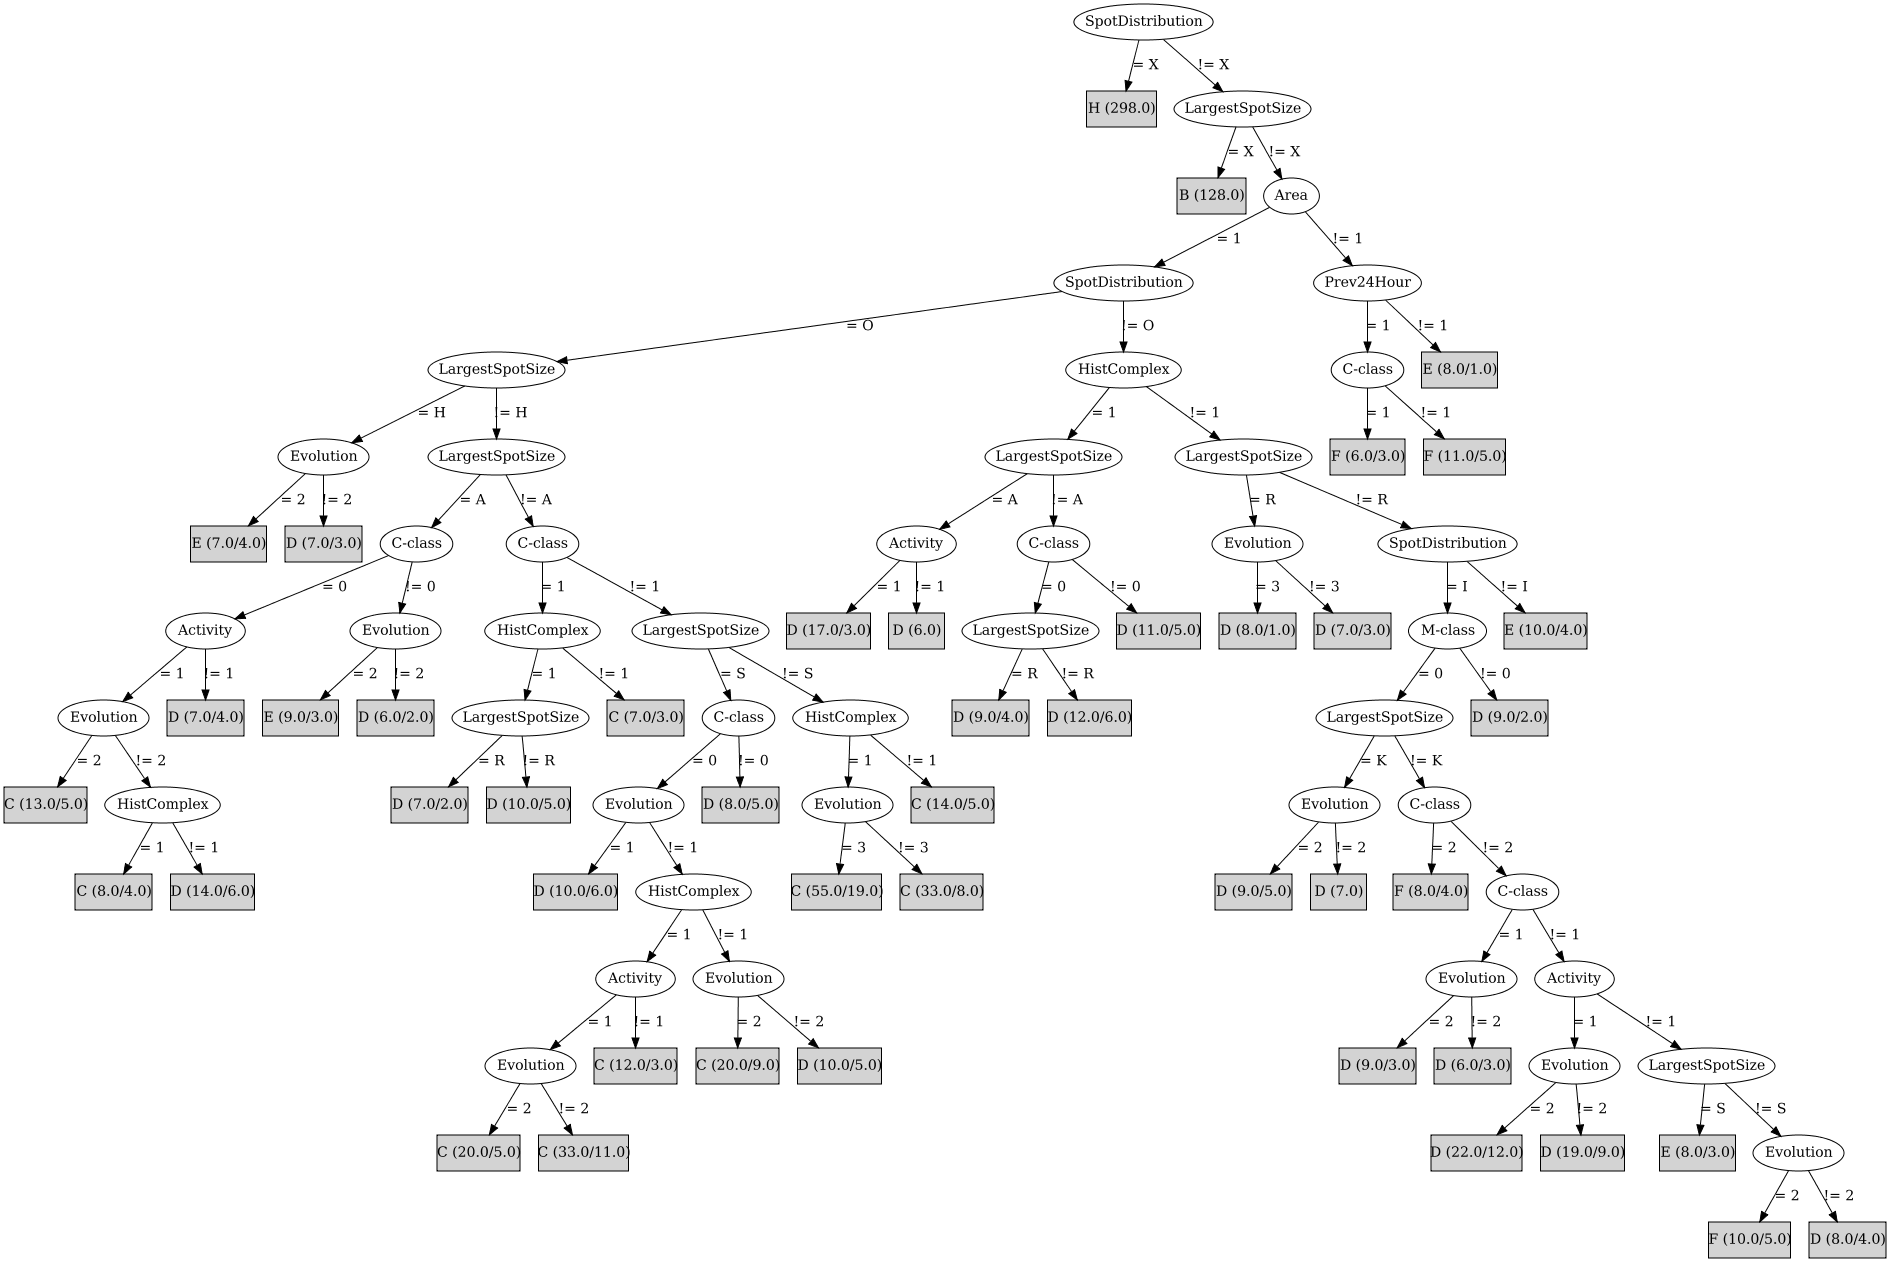 SpotDistribution
= X
!= X
H (298.0)
LargestSpotSize
= X
!= X
B (128.0)
Area
= 1
!= 1
SpotDistribution
Prev24Hour
= O
!= O
= 1
!= 1
LargestSpotSize
HistComplex
C-class
E (8.0/1.0)
= H
!= H
= 1
!= 1
= 1
!= 1
Evolution
LargestSpotSize
LargestSpotSize
LargestSpotSize
F (6.0/3.0)
F (11.0/5.0)
= 2
!= 2
= A
!= A
= A
!= A
= R
!= R
E (7.0/4.0)
D (7.0/3.0)
C-class
C-class
Activity
C-class
Evolution
SpotDistribution
= 0
!= 0
= 1
!= 1
= 1
!= 1
= 0
!= 0
= 3
!= 3
= I
!= I
Activity
Evolution
HistComplex
LargestSpotSize
D (17.0/3.0)
D (6.0)
LargestSpotSize
D (11.0/5.0)
D (8.0/1.0)
D (7.0/3.0)
M-class
E (10.0/4.0)
= 1
!= 1
= 2
!= 2
= 1
!= 1
= S
!= S
= R
!= R
= 0
!= 0
Evolution
D (7.0/4.0)
E (9.0/3.0)
D (6.0/2.0)
LargestSpotSize
C (7.0/3.0)
C-class
HistComplex
D (9.0/4.0)
D (12.0/6.0)
LargestSpotSize
D (9.0/2.0)
= 2
!= 2
= R
!= R
= 0
!= 0
= 1
!= 1
= K
!= K
C (13.0/5.0)
HistComplex
D (7.0/2.0)
D (10.0/5.0)
Evolution
D (8.0/5.0)
Evolution
C (14.0/5.0)
Evolution
C-class
= 1
!= 1
= 1
!= 1
= 3
!= 3
= 2
!= 2
= 2
!= 2
C (8.0/4.0)
D (14.0/6.0)
D (10.0/6.0)
HistComplex
C (55.0/19.0)
C (33.0/8.0)
D (9.0/5.0)
D (7.0)
F (8.0/4.0)
C-class
= 1
!= 1
= 1
!= 1
Activity
Evolution
Evolution
Activity
= 1
!= 1
= 2
!= 2
= 2
!= 2
= 1
!= 1
Evolution
C (12.0/3.0)
C (20.0/9.0)
D (10.0/5.0)
D (9.0/3.0)
D (6.0/3.0)
Evolution
LargestSpotSize
= 2
!= 2
= 2
!= 2
= S
!= S
C (20.0/5.0)
C (33.0/11.0)
D (22.0/12.0)
D (19.0/9.0)
E (8.0/3.0)
Evolution
= 2
!= 2
F (10.0/5.0)
D (8.0/4.0)